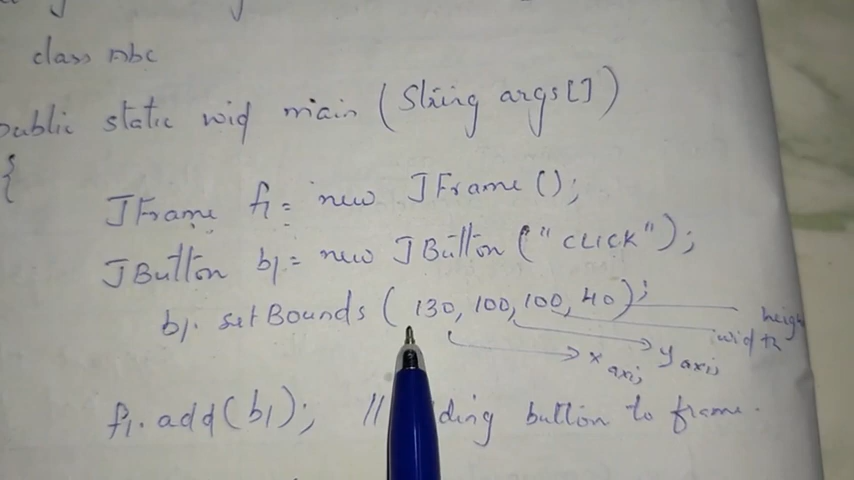 class Abc
public static void main (String args[])
{
JFrame f1 = new JFrame ();
JButton b1 = new JButton ("CLICK");
b1. setBounds ( 130, 100, 100, 40);
height
width
y axis
x axis
f1. add (b1); // button to frame.